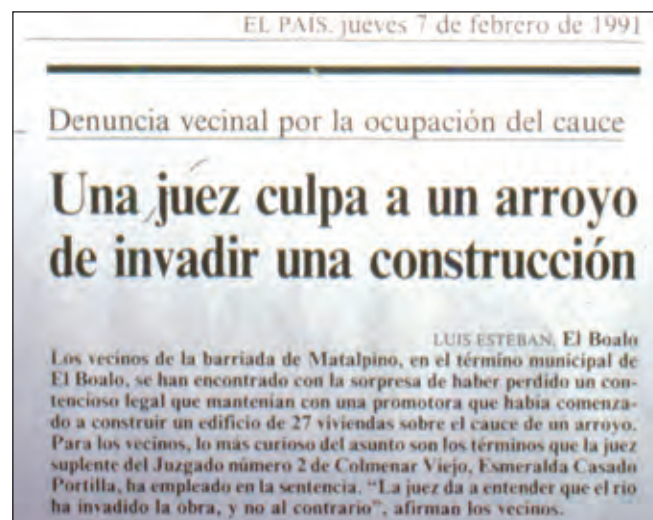 EL PAIS, jueves 7 de febrero de 1991
Denuncia vecinal por la ocupación del cauce
Una juez culpa a un arroyo
de invadir una construcción
LUIS ESTEBAN, El Boalo
Los vecinos de la barriada de Matalpino, en el término municipal de
El Boalo, se han encontrado con la sorpresa de haber perdido un con-
tencioso legal que mantenían con una promotora que había comenza-
do a construir un edificio de 27 viviendas sobre el cauce de un arroyo.
Para los vecinos, lo más curioso del asunto son los términos que la juez
suplente del Juzgado número 2 de Colmenar Viejo, Esmeralda Casado
Portilla, ha empleado en la sentencia. “La juez da a entender que el río
ha invadido la obra, y no al contrario”, afirman los vecinos.